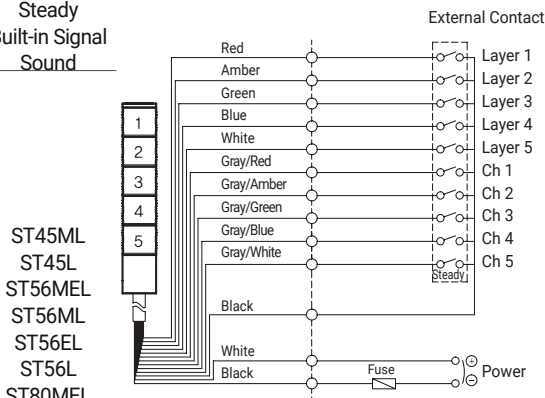 Steady
Built-in Signal
Sound
External Contact
Red
Layer 1
Amber
Layer 2
Green
Layer 3
Blue
Layer 4
White
Layer 5
Gray/Red
Ch 1
Gray/Amber
Ch 2
Gray/Green
Ch 3
Gray/Blue
Ch 4
Gray/White
Ch 5
Steady
1
2
3
4
5
ST45ML
ST45L
ST56MEL
ST56ML
ST56EL
ST56L
ST80MEL
Black
White
Black
Fuse
+
−
Power